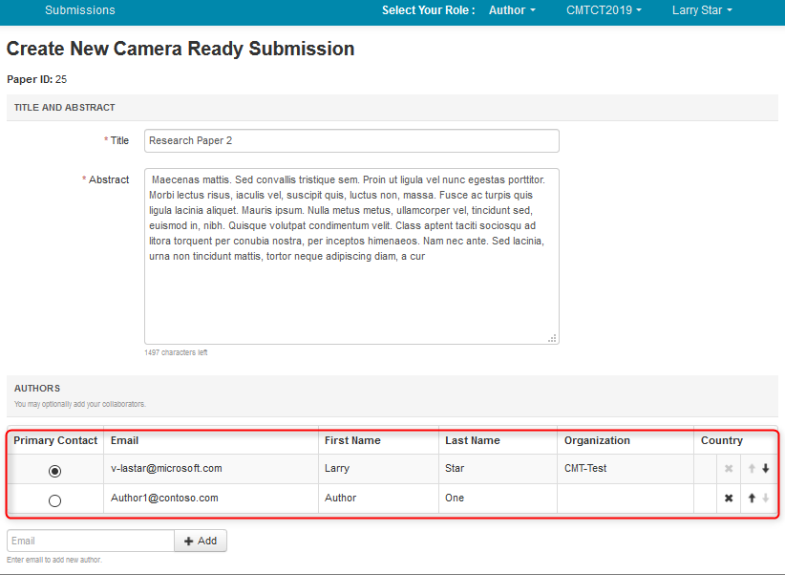 Submissions Select Your Role : Author CMTCT2019 Larry Star
Create New Camera Ready Submission
Paper ID: 25
TITLE AND ABSTRACT
* Title Research Paper 2
* Abstract Maecenas mattis. Sed convallis tristique sem. Proin ut ligula vel nunc egestas porttitor.
Morbi lectus risus, iaculis vel, suscipit quis, luctus non, massa. Fusce ac turpis quis
ligula lacinia aliquet. Mauris ipsum. Nulla metus metus, ullamcorper vel, tincidunt sed,
euismod in, nibh. Quisque volutpat condimentum velit. Class aptent taciti sociosqu ad
litora torquent per conubia nostra, per inceptos himenaeos. Nam nec ante. Sed lacinia,
urna non tincidunt mattis, tortor neque adipiscing diam, a cur
1497 characters left
AUTHORS
You may optionally add your collaborators.
Primary Contact Email First Name Last Name Organization Country
v-lastar@microsoft.com Larry Star CMT-Test
Author1@contoso.com Author One
Email + Add
Enter email to add new author.